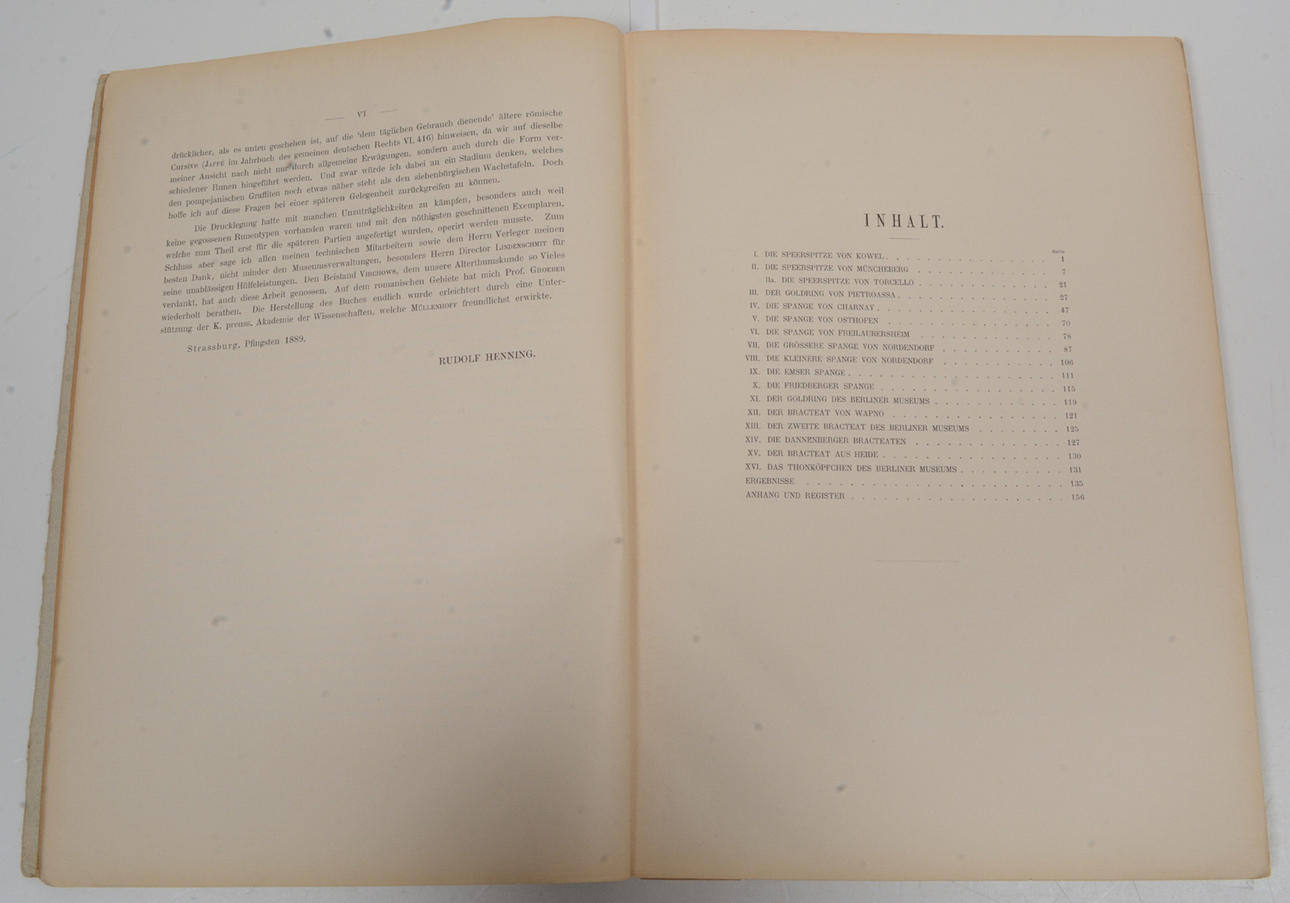 — VI —
drücklicher, als es unten geschehen ist, auf die 'dem täglichen Gebrauch dienende' ältere römische
Cursive (JAFFÉ im Jahrbuch des gemeinen deutschen Rechts VI, 416) hinweisen, da wir auf dieselbe
meiner Ansicht nach nicht nur durch allgemeine Erwägungen, sondern auch durch die Form ver-
schiedener Runen hingeführt werden. Und zwar würde ich dabei an ein Stadium denken, welches
den pompejanischen Graffiten noch etwas näher steht als den siebenbürgischen Wachstafeln. Doch
hoffe ich auf diese Fragen bei einer späteren Gelegenheit zurückgreifen zu können.
Die Drucklegung hatte mit manchen Unzuträglichkeiten zu kämpfen, besonders auch weil
keine gegossenen Runentypen vorhanden waren und mit den nöthigsten geschnittenen Exemplaren,
welche zum Theil erst für die späteren Partien angefertigt wurden, operirt werden musste. Zum
Schluss aber sage ich allen meinen technischen Mitarbeitern sowie dem Herrn Verleger meinen
besten Dank, nicht minder den Museumsverwaltungen, besonders Herrn Director LINDENSCHMIT für
seine unablässigen Hülfeleistungen. Den Beistand VIRCHOWS, dem unsere Alterthumskunde so Vieles
verdankt, hat auch diese Arbeit genossen. Auf dem romanischen Gebiete hat mich Prof. GROEBER
wiederholt berathen. Die Herstellung des Buches endlich wurde erleichtert durch eine Unter-
stützung der K. preuss. Akademie der Wissenschaften, welche MÜLLENHOFF freundlichst erwirkte.
Strassburg, Pfingsten 1889.
RUDOLF HENNING.
INHALT.
Seite
I. DIE SPEERSPITZE VON KOWEL . . . . . . . . . . . . . 1
II. DIE SPEERSPITZE VON MÜNCHEBERG . . . . . . . . . . . 7
IIa. DIE SPEERSPITZE VON TORCELLO . . . . . . . . . . . 21
III. DER GOLDRING VON PIETROASSA . . . . . . . . . . . . 27
IV. DIE SPANGE VON CHARNAY . . . . . . . . . . . . . . 47
V. DIE SPANGE VON OSTHOFEN . . . . . . . . . . . . . . 70
VI. DIE SPANGE VON FREILAUBERSHEIM . . . . . . . . . . . 78
VII. DIE GRÖSSERE SPANGE VON NORDENDORF . . . . . . . . . 87
VIII. DIE KLEINERE SPANGE VON NORDENDORF . . . . . . . . . 106
IX. DIE EMSER SPANGE . . . . . . . . . . . . . . . . . 111
X. DIE FRIEDBERGER SPANGE . . . . . . . . . . . . . . 115
XI. DER GOLDRING DES BERLINER MUSEUMS . . . . . . . . . . 119
XII. DER BRACTEAT VON WAPNO . . . . . . . . . . . . . . 121
XIII. DER ZWEITE BRACTEAT DES BERLINER MUSEUMS . . . . . . . 125
XIV. DIE DANNENBERGER BRACTEATEN . . . . . . . . . . . . 127
XV. DER BRACTEAT AUS HEIDE . . . . . . . . . . . . . . 130
XVI. DAS THONKÖPFCHEN DES BERLINER MUSEUMS . . . . . . . . 131
ERGEBNISSE . . . . . . . . . . . . . . . . . . . . . 135
ANHANG UND REGISTER . . . . . . . . . . . . . . . . . 156